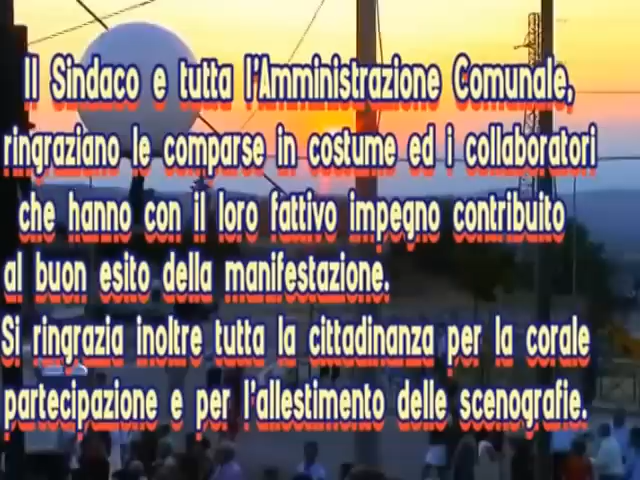 Il Sindaco e tutta l'Amministrazione Comunale,
ringraziano le comparse in costume ed i collaboratori
che hanno con il loro fattivo impegno contribuito
al buon esito della manifestazione.
Si ringrazia inoltre tutta la cittadinanza per la corale
partecipazione e per l'allestimento delle scenografie.